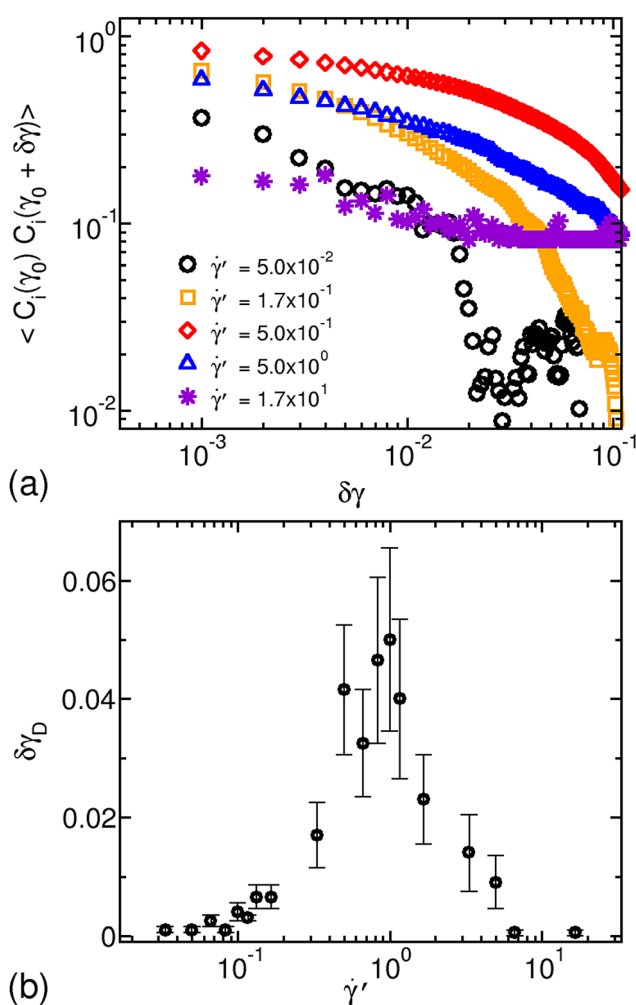 10⁰
10⁻¹
10⁻²
< Cᵢ(γ₀) Cᵢ(γ₀ + δγ) >
γ̇′ = 5.0x10⁻²
γ̇′ = 1.7x10⁻¹
γ̇′ = 5.0x10⁻¹
γ̇′ = 5.0x10⁰
γ̇′ = 1.7x10¹
10⁻³ 10⁻² 10⁻¹
(a) δγ
0.06
0.04
0.02
0
δγ_D
10⁻¹ 10⁰ 10¹
(b) γ̇′